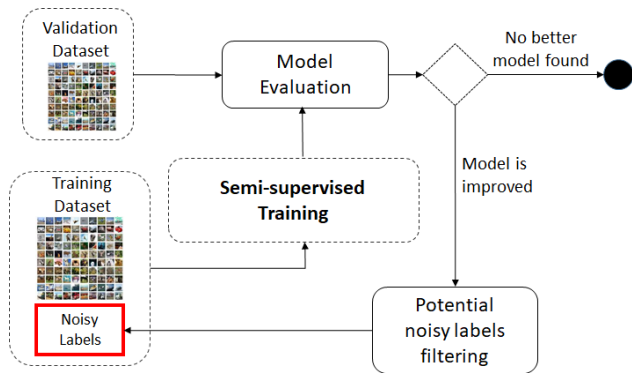 Validation
Dataset
Model
Evaluation
No better
model found
Training
Dataset
Semi-supervised
Training
Model is
improved
Noisy
Labels
Potential
noisy labels
filtering